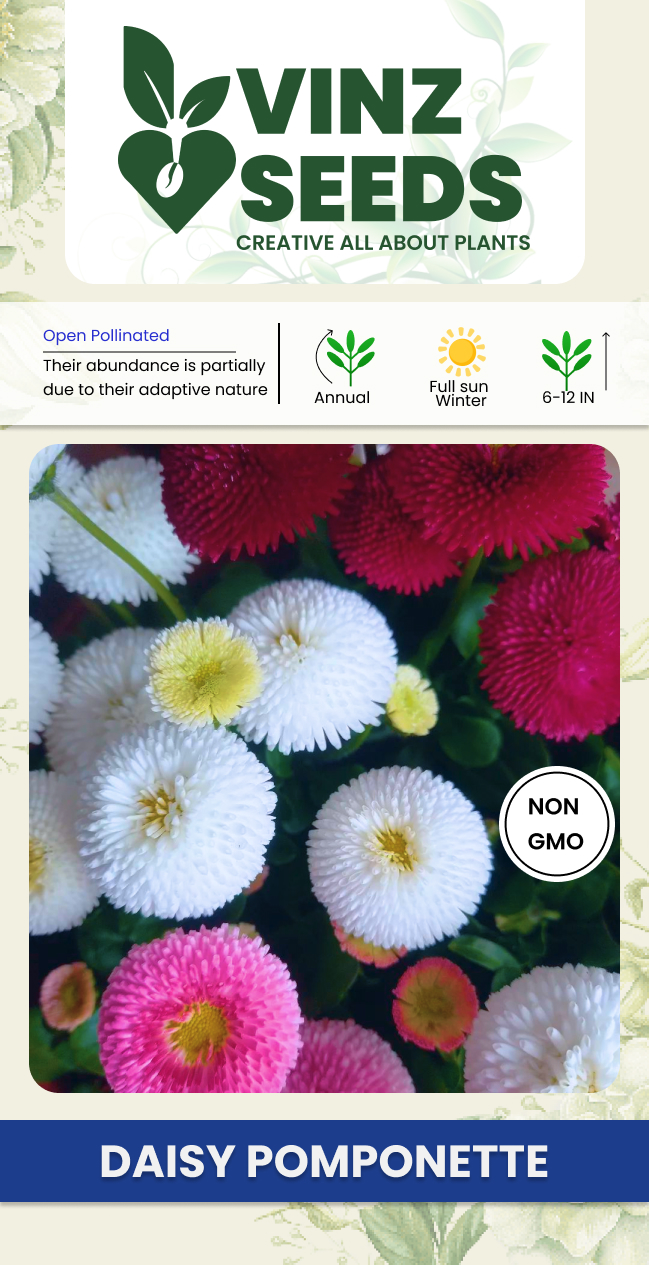 VINZ
SEEDS
CREATIVE ALL ABOUT PLANTS
Open Pollinated
Their abundance is partially
due to their adaptive nature
Annual
Full sun
Winter
6-12 IN
NON
GMO
DAISY POMPONETTE